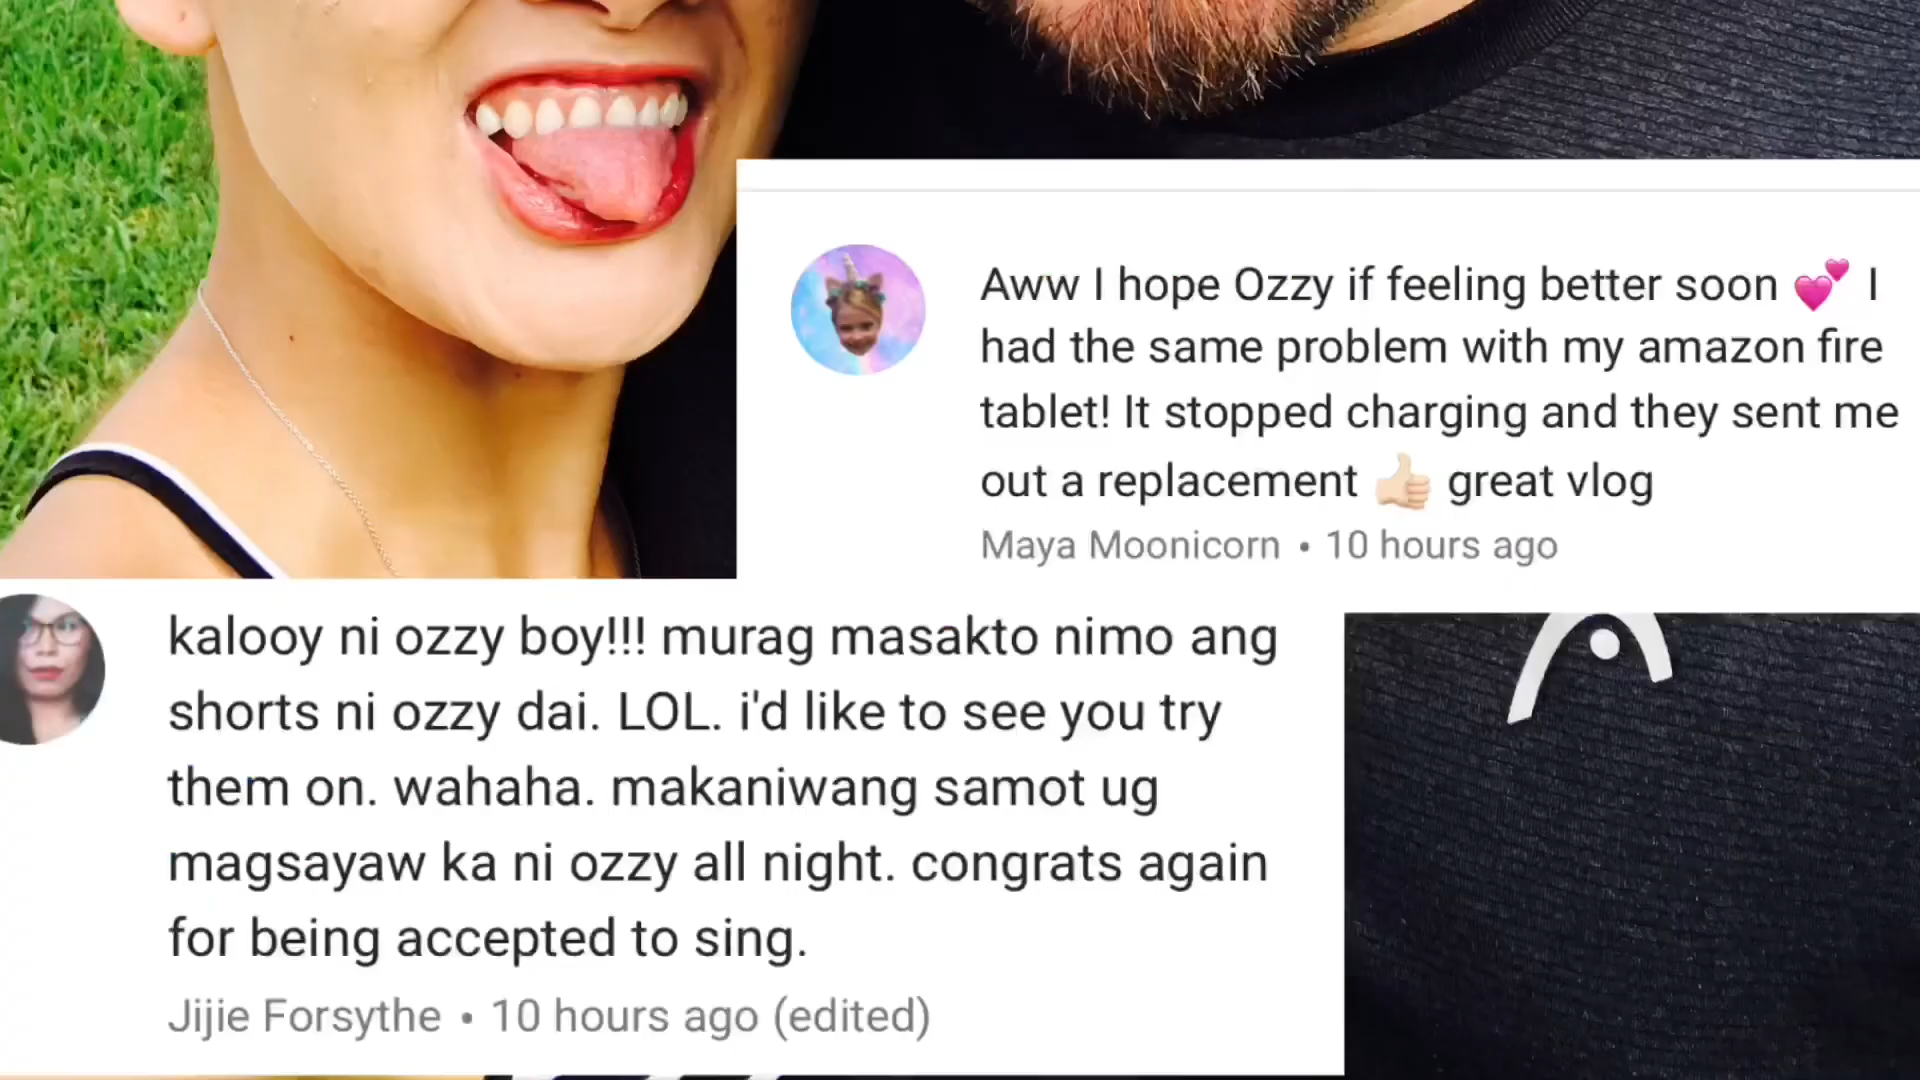 Aww I hope Ozzy if feeling better soon 💕 I
had the same problem with my amazon fire
tablet! It stopped charging and they sent me
out a replacement 👍🏻 great vlog
Maya Moonicorn • 10 hours ago
kalooy ni ozzy boy!!! murag masakto nimo ang
shorts ni ozzy dai. LOL. i'd like to see you try
them on. wahaha. makaniwang samot ug
magsayaw ka ni ozzy all night. congrats again
for being accepted to sing.
Jijie Forsythe • 10 hours ago (edited)